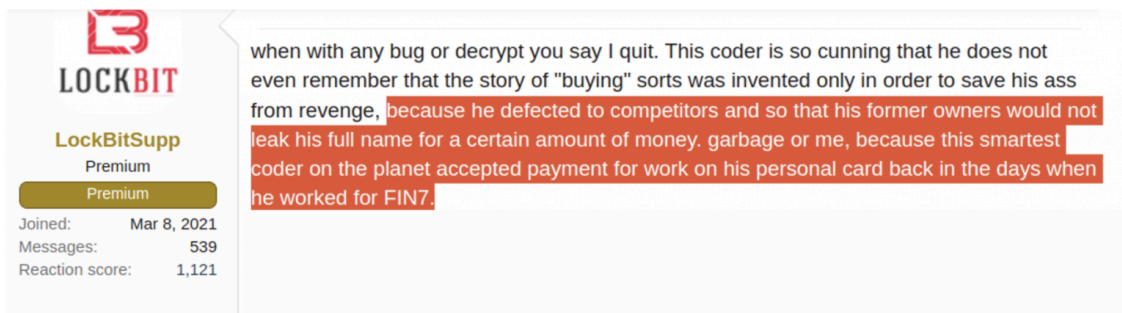 LOCKBIT
LockBitSupp
Premium
Premium
Joined: Mar 8, 2021
Messages: 539
Reaction score: 1,121
when with any bug or decrypt you say I quit. This coder is so cunning that he does not
even remember that the story of "buying" sorts was invented only in order to save his ass
from revenge, because he defected to competitors and so that his former owners would not
leak his full name for a certain amount of money. garbage or me, because this smartest
coder on the planet accepted payment for work on his personal card back in the days when
he worked for FIN7.